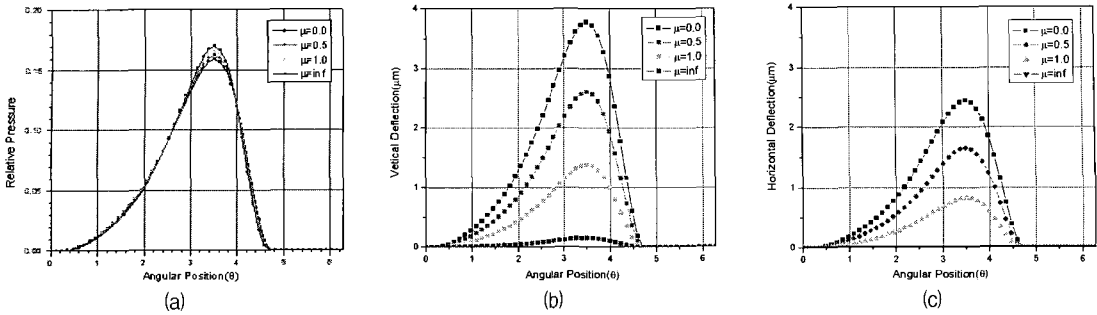 0.20
0.15
0.10
0.05
0.00
Relative Pressure
μ=0.0
μ=0.5
μ=1.0
μ=inf
0 1 2 3 4 5 6
Angular Position(θ)
(a)
4
3
2
1
0
Vetical Deflection(μm)
μ=0.0
μ=0.5
μ=1.0
μ=inf
0 1 2 3 4 5 6
Angular Position(θ)
(b)
4
3
2
1
0
Horizontal Deflection(μm)
μ=0.0
μ=0.5
μ=1.0
μ=inf
0 1 2 3 4 5 6
Angular Position(θ)
(c)